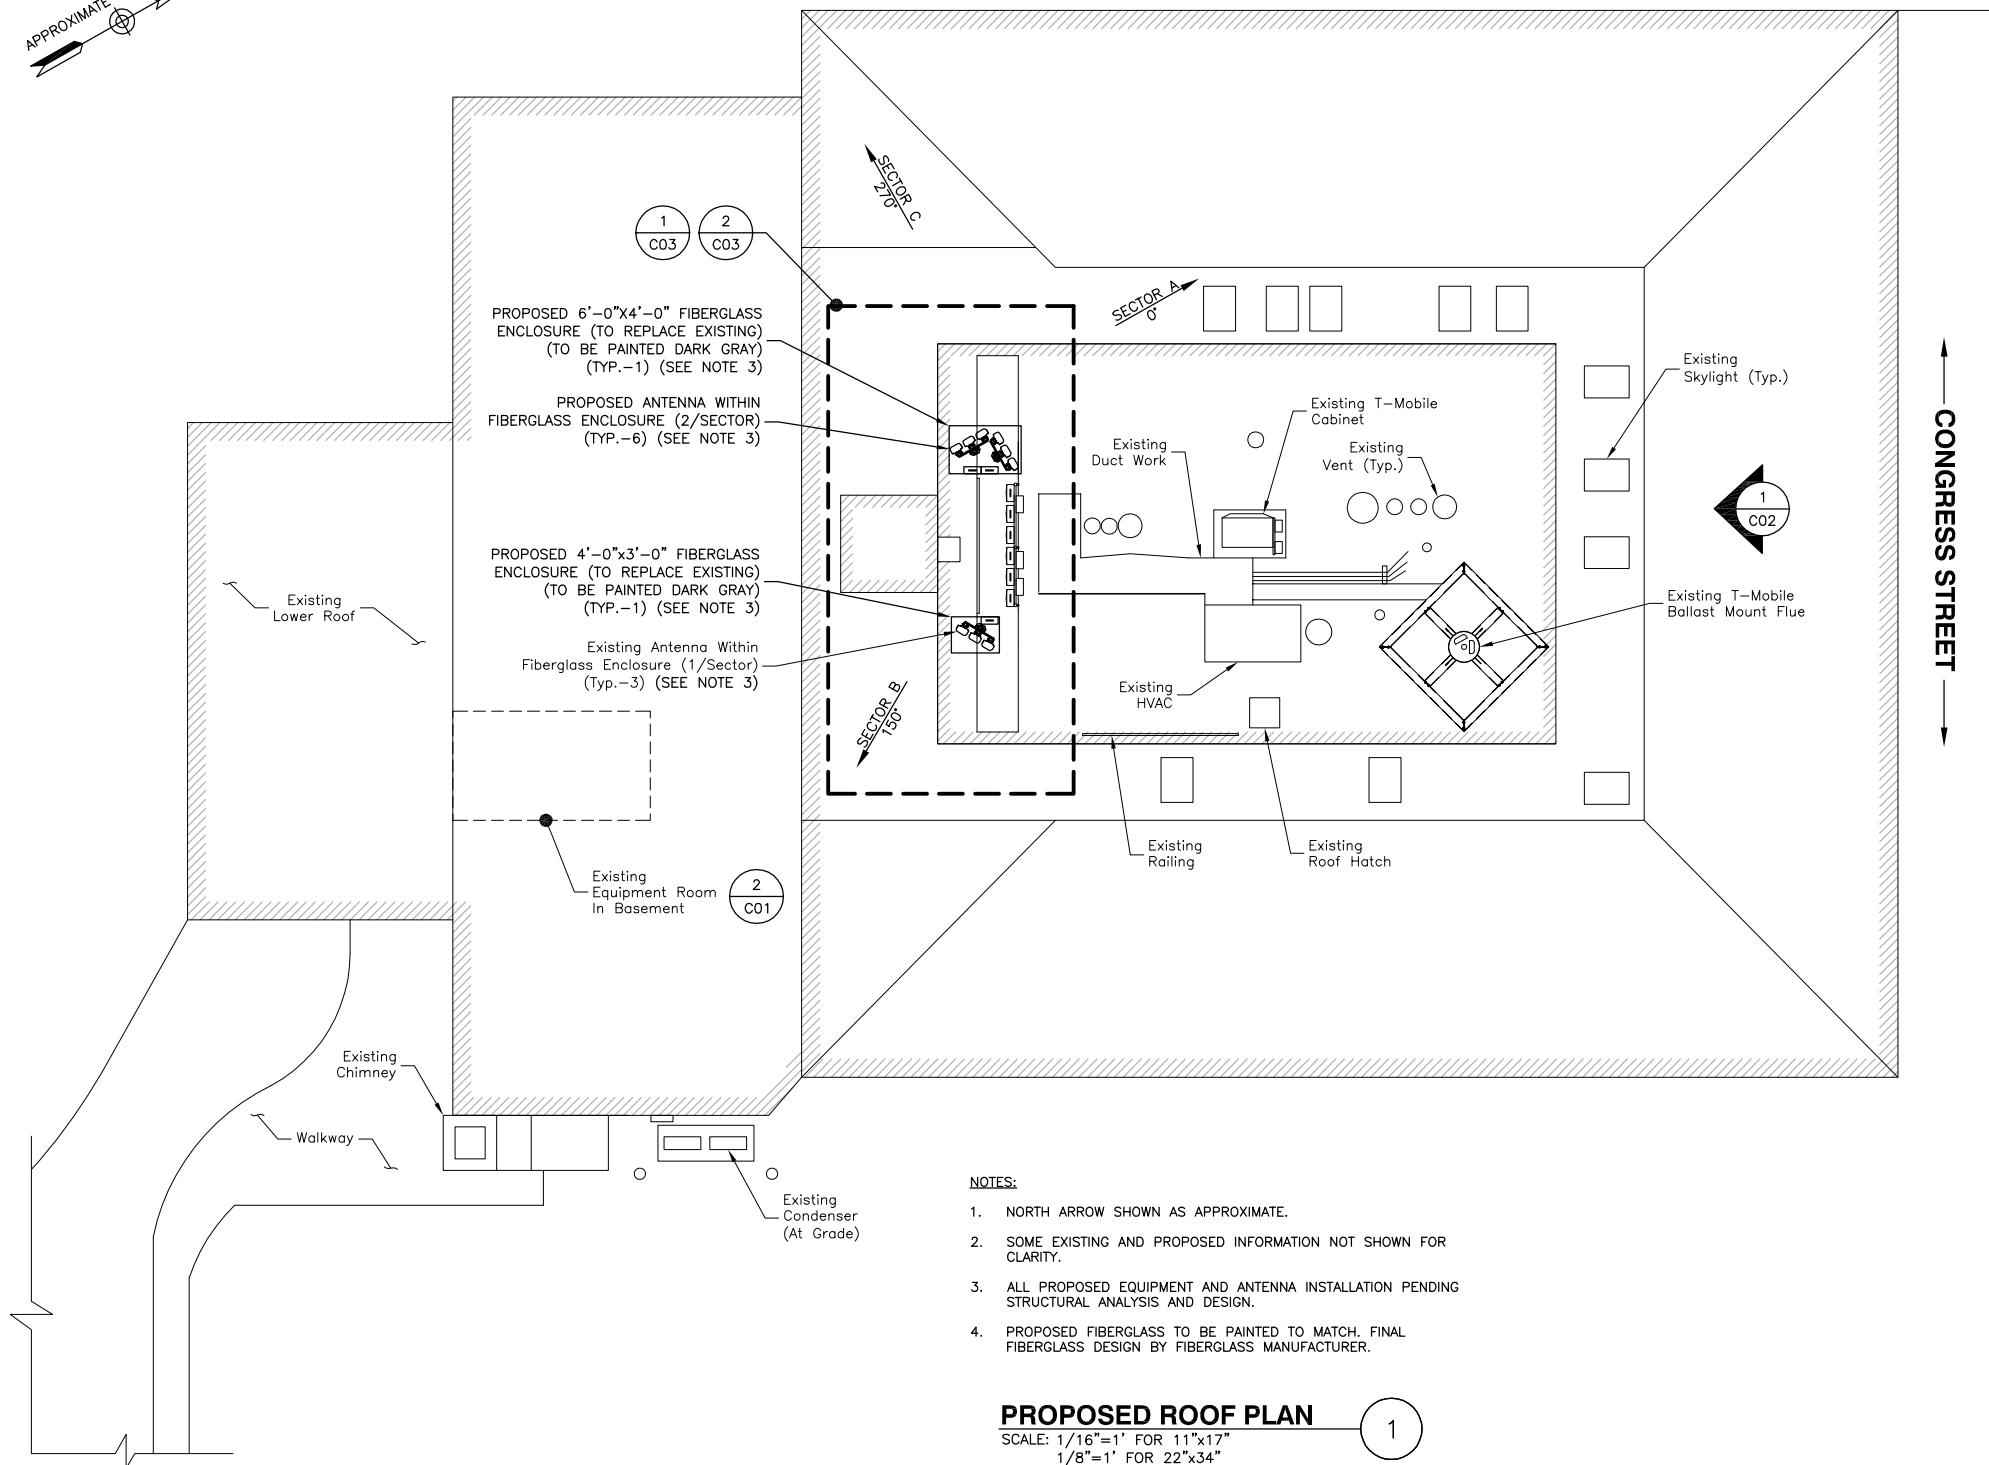 APPROXIMATE
SECTOR C
270°
1
C03
2
C03
SECTOR A
0°
PROPOSED 6'-0"X4'-0" FIBERGLASS
ENCLOSURE (TO REPLACE EXISTING)
(TO BE PAINTED DARK GRAY)
(TYP.-1) (SEE NOTE 3)
PROPOSED ANTENNA WITHIN
FIBERGLASS ENCLOSURE (2/SECTOR)
(TYP.-6) (SEE NOTE 3)
PROPOSED 4'-0"x3'-0" FIBERGLASS
ENCLOSURE (TO REPLACE EXISTING)
(TO BE PAINTED DARK GRAY)
(TYP.-1) (SEE NOTE 3)
Existing Antenna Within
Fiberglass Enclosure (1/Sector)
(Typ.-3) (SEE NOTE 3)
SECTOR B
150°
Existing
Lower Roof
Existing
Duct Work
Existing T-Mobile
Cabinet
Existing
Vent (Typ.)
Existing
Skylight (Typ.)
1
C02
CONGRESS STREET
Existing T-Mobile
Ballast Mount Flue
Existing
HVAC
Existing
Railing
Existing
Roof Hatch
Existing
Equipment Room
In Basement
2
C01
Existing
Chimney
Walkway
Existing
Condenser
(At Grade)
NOTES:
1. NORTH ARROW SHOWN AS APPROXIMATE.
2. SOME EXISTING AND PROPOSED INFORMATION NOT SHOWN FOR
CLARITY.
3. ALL PROPOSED EQUIPMENT AND ANTENNA INSTALLATION PENDING
STRUCTURAL ANALYSIS AND DESIGN.
4. PROPOSED FIBERGLASS TO BE PAINTED TO MATCH. FINAL
FIBERGLASS DESIGN BY FIBERGLASS MANUFACTURER.
PROPOSED ROOF PLAN
1
SCALE: 1/16"=1' FOR 11"x17"
1/8"=1' FOR 22"x34"